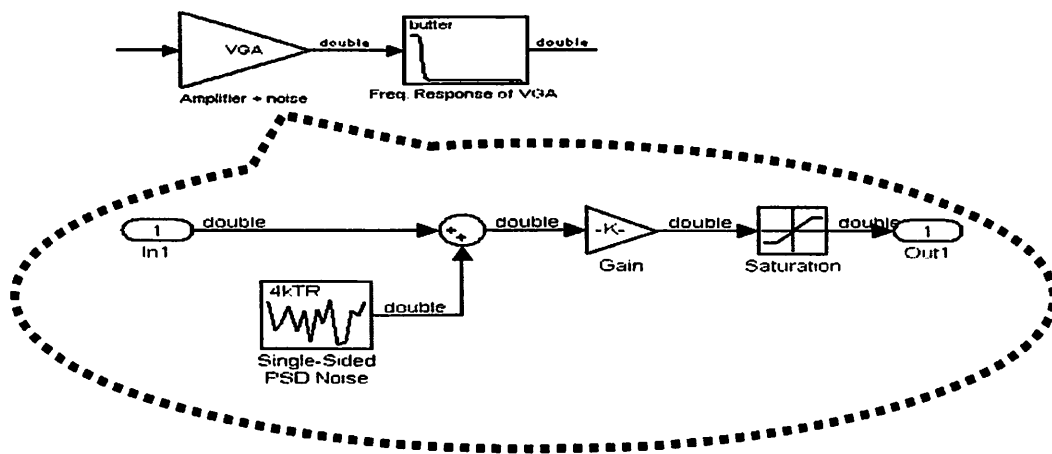 butter
VGA
double
double
Amplifier + noise
Freq. Response of VGA
1
double
double
-K-
double
double
1
In1
Gain
Saturation
Out1
4kTR
double
Single-Sided
PSD Noise